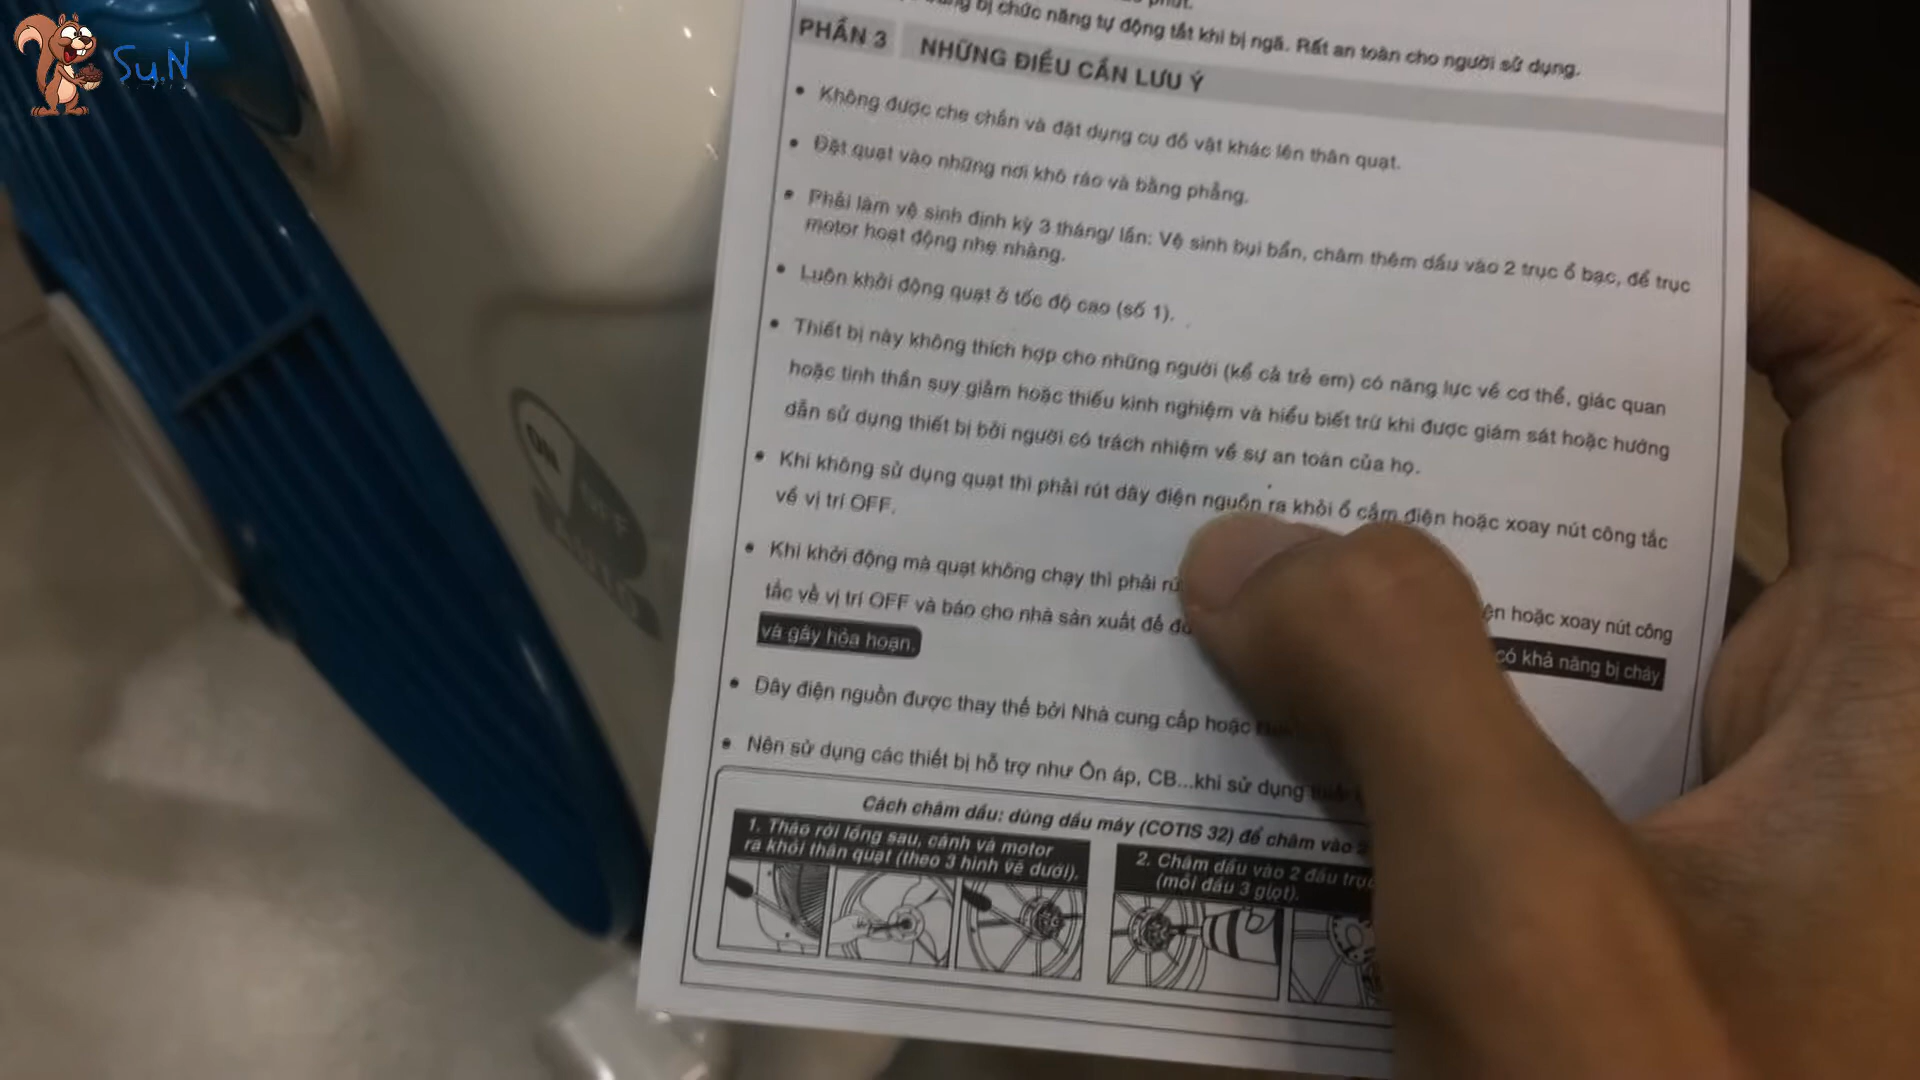 Su.N
phút.
bị chức năng tự động tắt khi bị ngã. Rất an toàn cho người sử dụng.
PHẦN 3 NHỮNG ĐIỀU CẦN LƯU Ý
• Không được che chắn và đặt dụng cụ đồ vật khác lên thân quạt.
• Đặt quạt vào những nơi khô ráo và bằng phẳng.
• Phải làm vệ sinh định kỳ 3 tháng/ lần: Vệ sinh bụi bẩn, châm thêm dầu vào 2 trục ổ bạc, để trục
motor hoạt động nhẹ nhàng.
• Luôn khởi động quạt ở tốc độ cao (số 1).
• Thiết bị này không thích hợp cho những người (kể cả trẻ em) có năng lực về cơ thể, giác quan
hoặc tinh thần suy giảm hoặc thiếu kinh nghiệm và hiểu biết trừ khi được giám sát hoặc hướng
dẫn sử dụng thiết bị bởi người có trách nhiệm về sự an toàn của họ.
• Khi không sử dụng quạt thì phải rút dây điện nguồn ra khỏi ổ cắm điện hoặc xoay nút công tắc
về vị trí OFF.
• Khi khởi động mà quạt không chạy thì phải hoặc xoay nút công
tắc về vị trí OFF và báo cho nhà sản xuất để có khả năng bị cháy
và gây hỏa hoạn.
• Dây điện nguồn được thay thế bởi Nhà cung cấp hoặc
• Nên sử dụng các thiết bị hỗ trợ như Ổn áp, CB...khi sử dụng
Cách châm dầu: dùng dầu máy (COTIS 32) để châm vào
1. Tháo rời lồng sau, cánh và motor
ra khỏi thân quạt (theo 3 hình vẽ dưới).
2. Châm dầu vào 2 đầu trục
(mỗi đầu 3 giọt).
ON
OFF